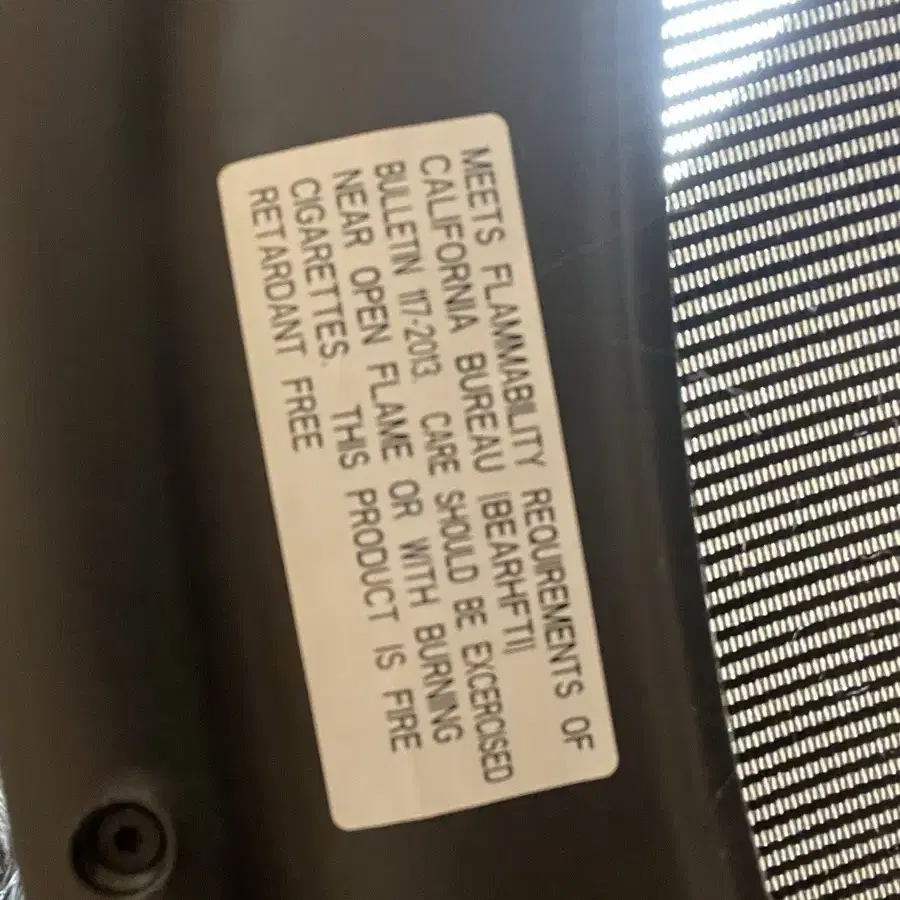 MEETS FLAMMABILITY REQUIREMENTS OF
CALIFORNIA BUREAU (BEARHFTI)
BULLETIN 117-2013. CARE SHOULD BE EXCERCISED
NEAR OPEN FLAME OR WITH BURNING
CIGARETTES. THIS PRODUCT IS FIRE
RETARDANT FREE